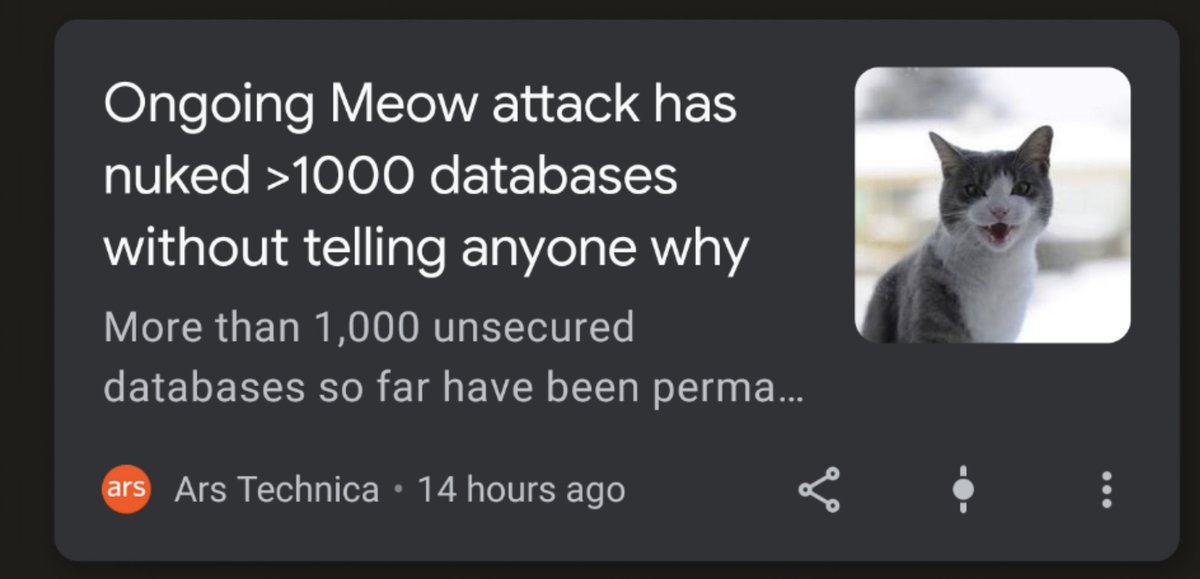 Ongoing Meow attack has
nuked >1000 databases
without telling anyone why
More than 1,000 unsecured
databases so far have been perma...
ars Ars Technica • 14 hours ago